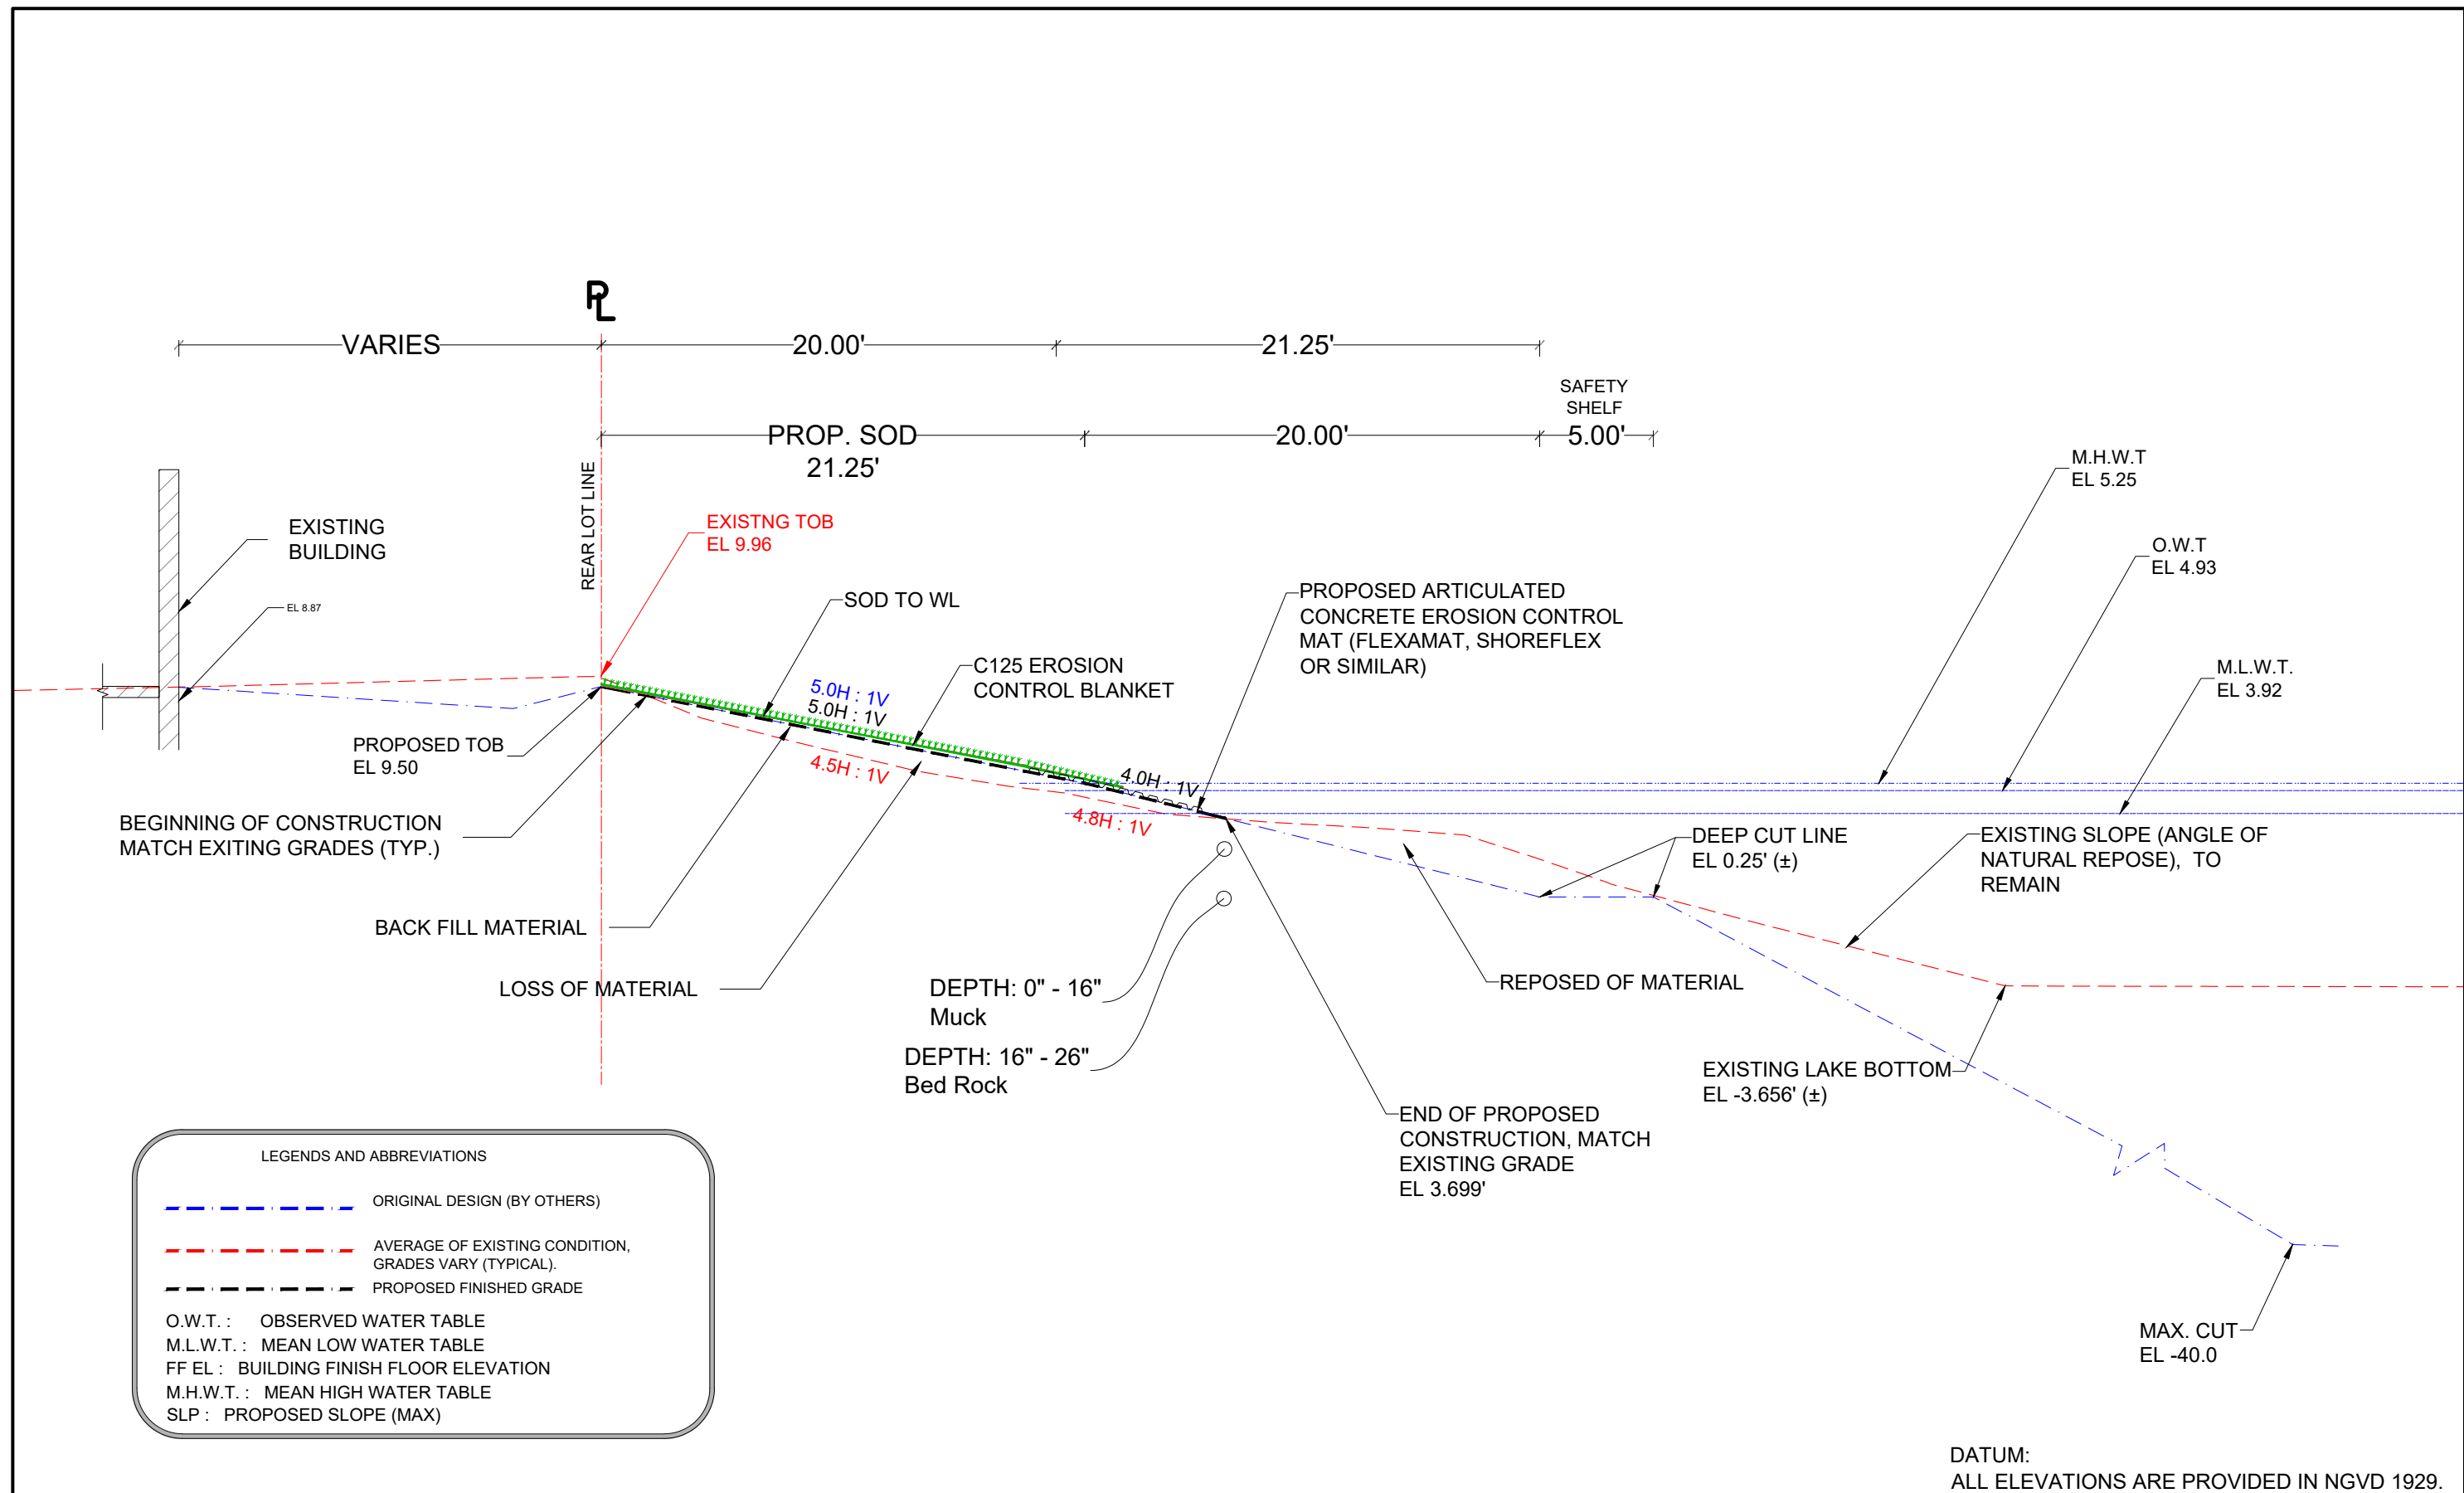 PL
VARIES
20.00'
21.25'
SAFETY
SHELF
PROP. SOD
21.25'
20.00'
5.00'
M.H.W.T
EL 5.25
REAR LOT LINE
EXISTING
BUILDING
EXISTNG TOB
EL 9.96
O.W.T
EL 4.93
EL 8.87
SOD TO WL
PROPOSED ARTICULATED
CONCRETE EROSION CONTROL
MAT (FLEXAMAT, SHOREFLEX
OR SIMILAR)
C125 EROSION
CONTROL BLANKET
M.L.W.T.
EL 3.92
5.0H : 1V
5.0H : 1V
4.5H : 1V
4.0H : 1V
4.8H : 1V
PROPOSED TOB
EL 9.50
BEGINNING OF CONSTRUCTION
MATCH EXITING GRADES (TYP.)
DEEP CUT LINE
EL 0.25' (±)
EXISTING SLOPE (ANGLE OF
NATURAL REPOSE), TO
REMAIN
BACK FILL MATERIAL
LOSS OF MATERIAL
DEPTH: 0" - 16"
Muck
REPOSED OF MATERIAL
DEPTH: 16" - 26"
Bed Rock
EXISTING LAKE BOTTOM
EL -3.656' (±)
END OF PROPOSED
CONSTRUCTION, MATCH
EXISTING GRADE
EL 3.699'
LEGENDS AND ABBREVIATIONS
ORIGINAL DESIGN (BY OTHERS)
AVERAGE OF EXISTING CONDITION,
GRADES VARY (TYPICAL).
PROPOSED FINISHED GRADE
O.W.T. : OBSERVED WATER TABLE
M.L.W.T. : MEAN LOW WATER TABLE
FF EL : BUILDING FINISH FLOOR ELEVATION
M.H.W.T. : MEAN HIGH WATER TABLE
SLP : PROPOSED SLOPE (MAX)
MAX. CUT
EL -40.0
DATUM:
ALL ELEVATIONS ARE PROVIDED IN NGVD 1929.